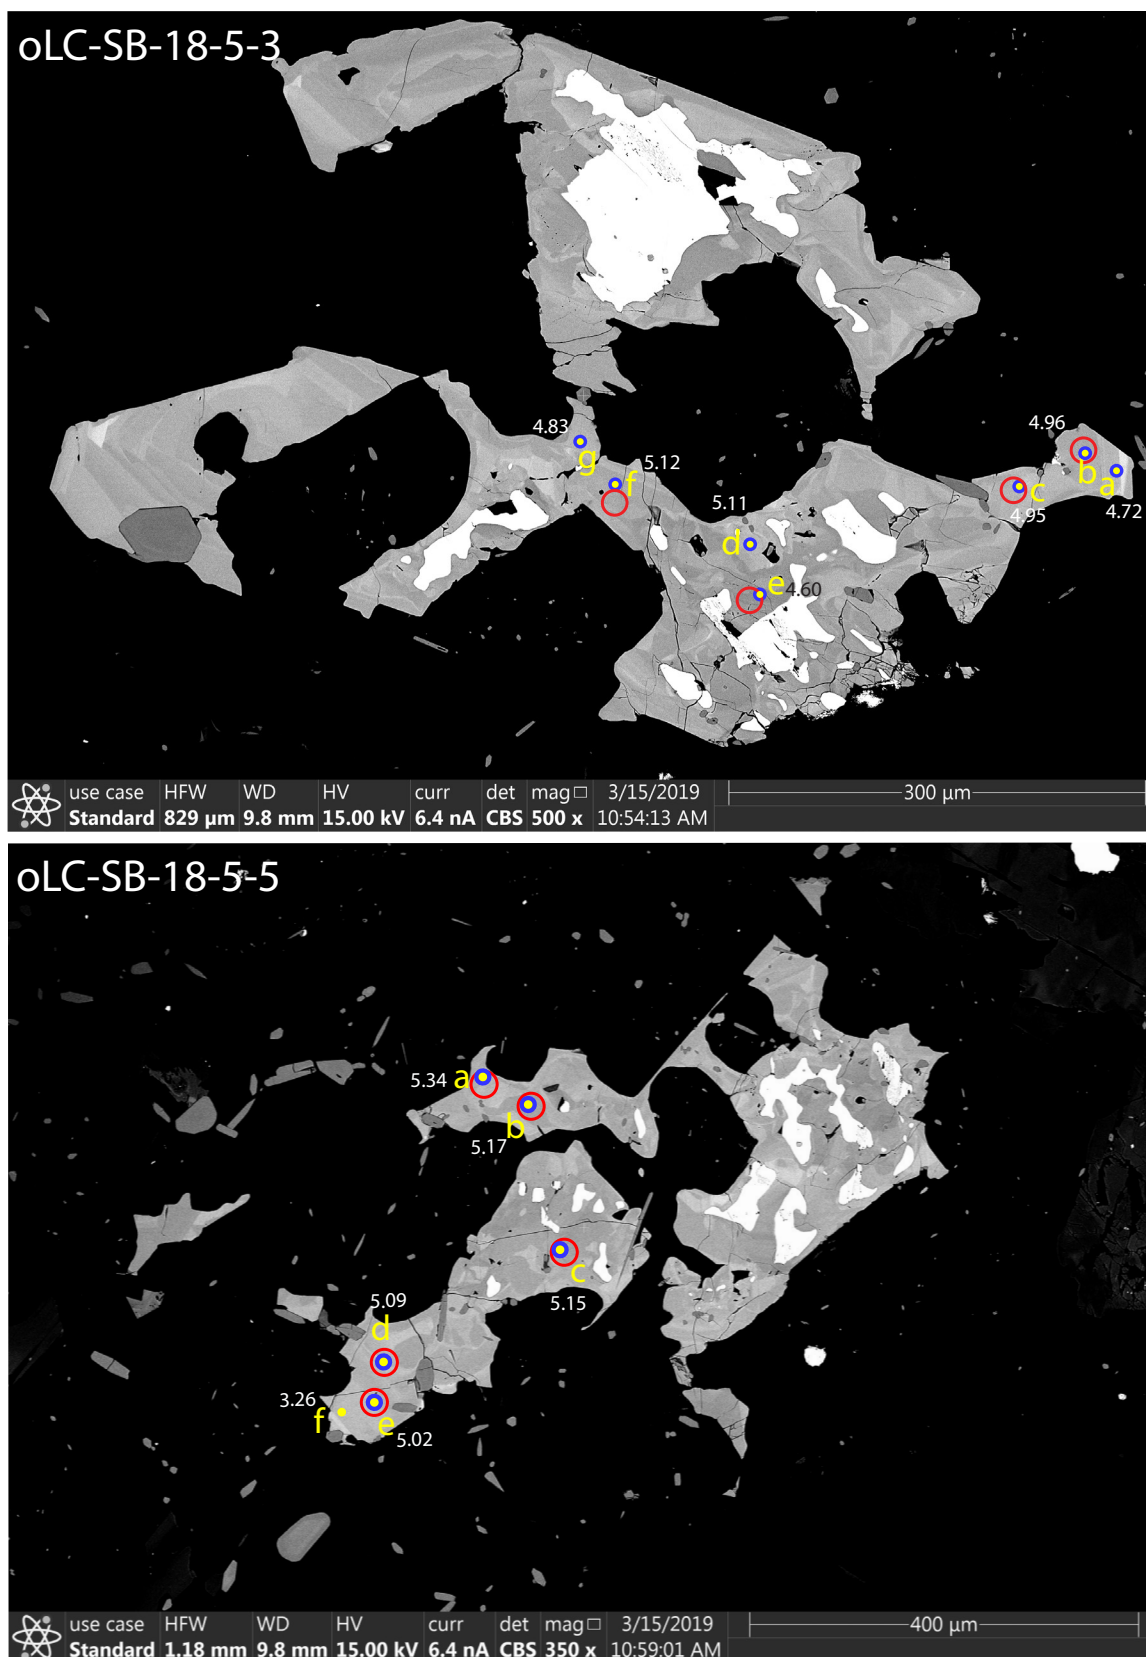 oLC-SB-18-5-3
4.83
g
5.12
f
5.11
d
e
4.60
4.96
b
a
c
4.95
4.72
use case HFW WD HV curr det mag□ 3/15/2019 300 µm
Standard 829 µm 9.8 mm 15.00 kV 6.4 nA CBS 500 x 10:54:13 AM
oLC-SB-18-5-5
5.34
a
b
5.17
c
5.15
5.09
d
3.26
f
e
5.02
use case HFW WD HV curr det mag□ 3/15/2019 400 µm
Standard 1.18 mm 9.8 mm 15.00 kV 6.4 nA CBS 350 x 10:59:01 AM